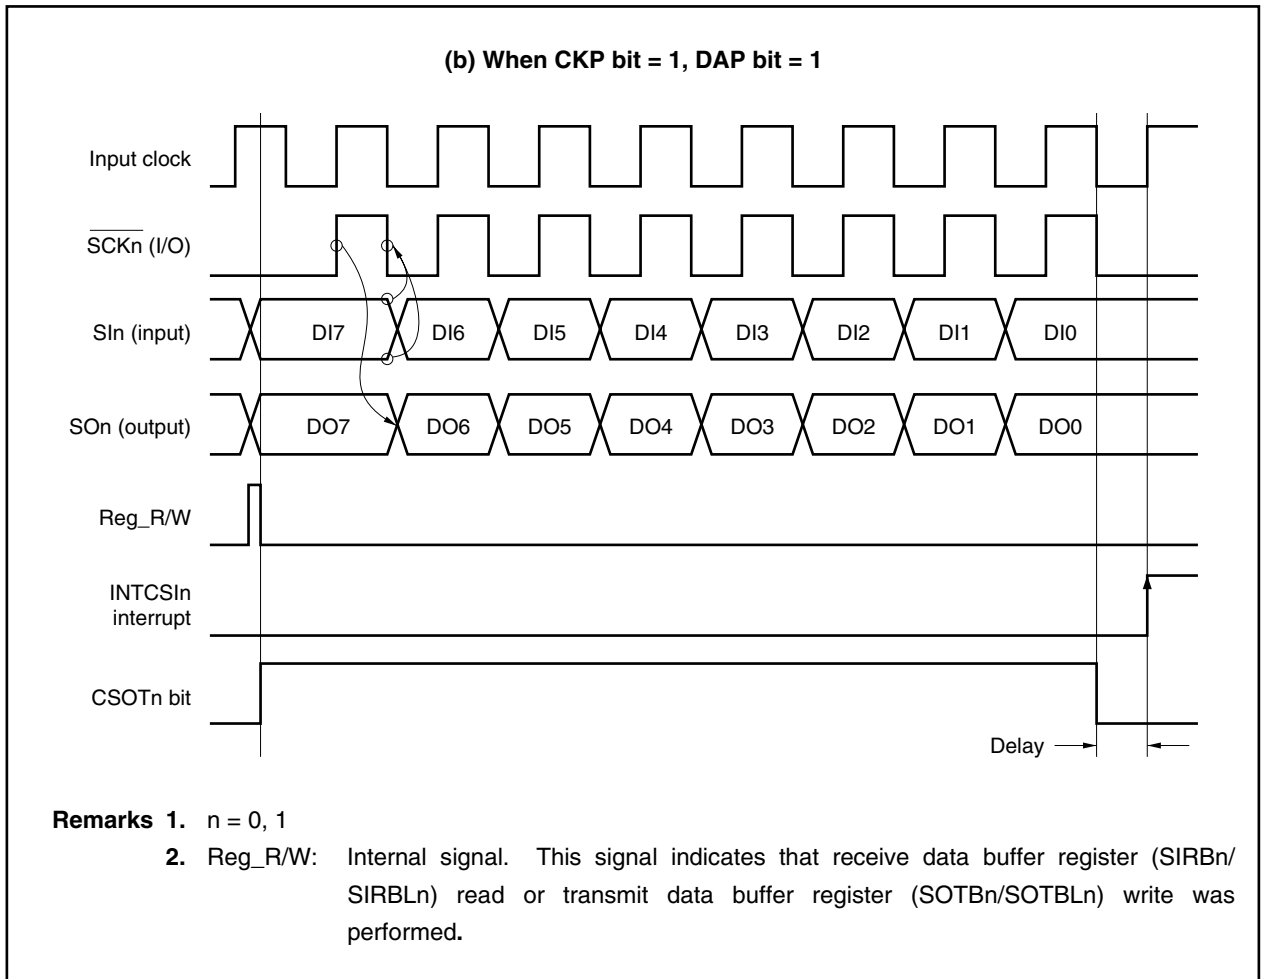 (b) When CKP bit = 1, DAP bit = 1
Input clock
SCKn (I/O)
SIn (input)
DI7 DI6 DI5 DI4 DI3 DI2 DI1 DI0
SOn (output)
DO7 DO6 DO5 DO4 DO3 DO2 DO1 DO0
Reg_R/W
INTCSIn
interrupt
CSOTn bit
Delay
Remarks 1. n = 0, 1
2. Reg_R/W: Internal signal. This signal indicates that receive data buffer register (SIRBn/
SIRBLn) read or transmit data buffer register (SOTBn/SOTBLn) write was
performed.